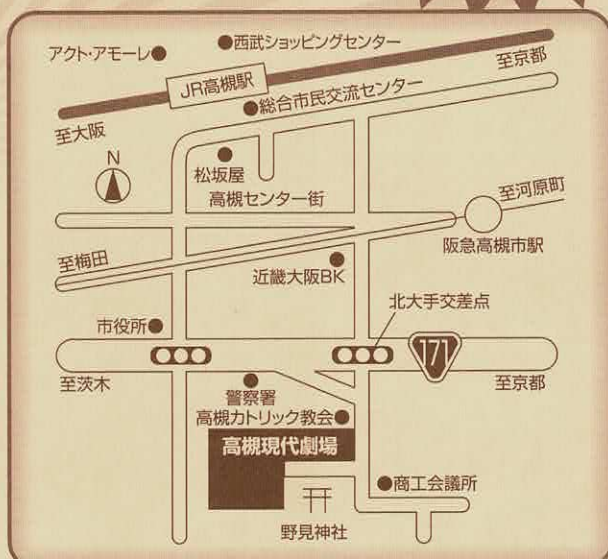 西武ショッピングセンター
アクト・アモーレ
至京都
JR高槻駅
総合市民交流センター
至大阪
N
松坂屋
高槻センター街
至河原町
阪急高槻市駅
至梅田
近畿大阪BK
北大手交差点
市役所
171
至茨木
至京都
警察署
高槻カトリック教会
高槻現代劇場
商工会議所
野見神社